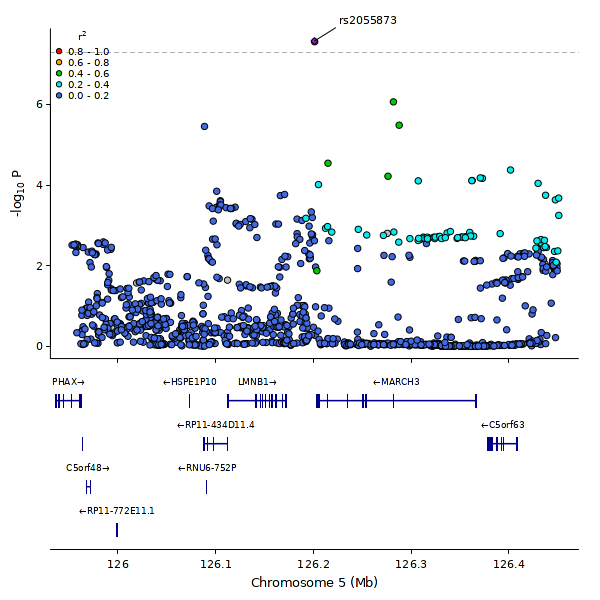 rs2055873
r²
0.8 - 1.0
0.6 - 0.8
0.4 - 0.6
0.2 - 0.4
0.0 - 0.2
-log₁₀ P
6
4
2
0
PHAX→
←HSPE1P10
LMNB1→
←MARCH3
←RP11-434D11.4
←C5orf63
C5orf48→
←RNU6-752P
←RP11-772E11.1
126
126.1
126.2
126.3
126.4
Chromosome 5 (Mb)